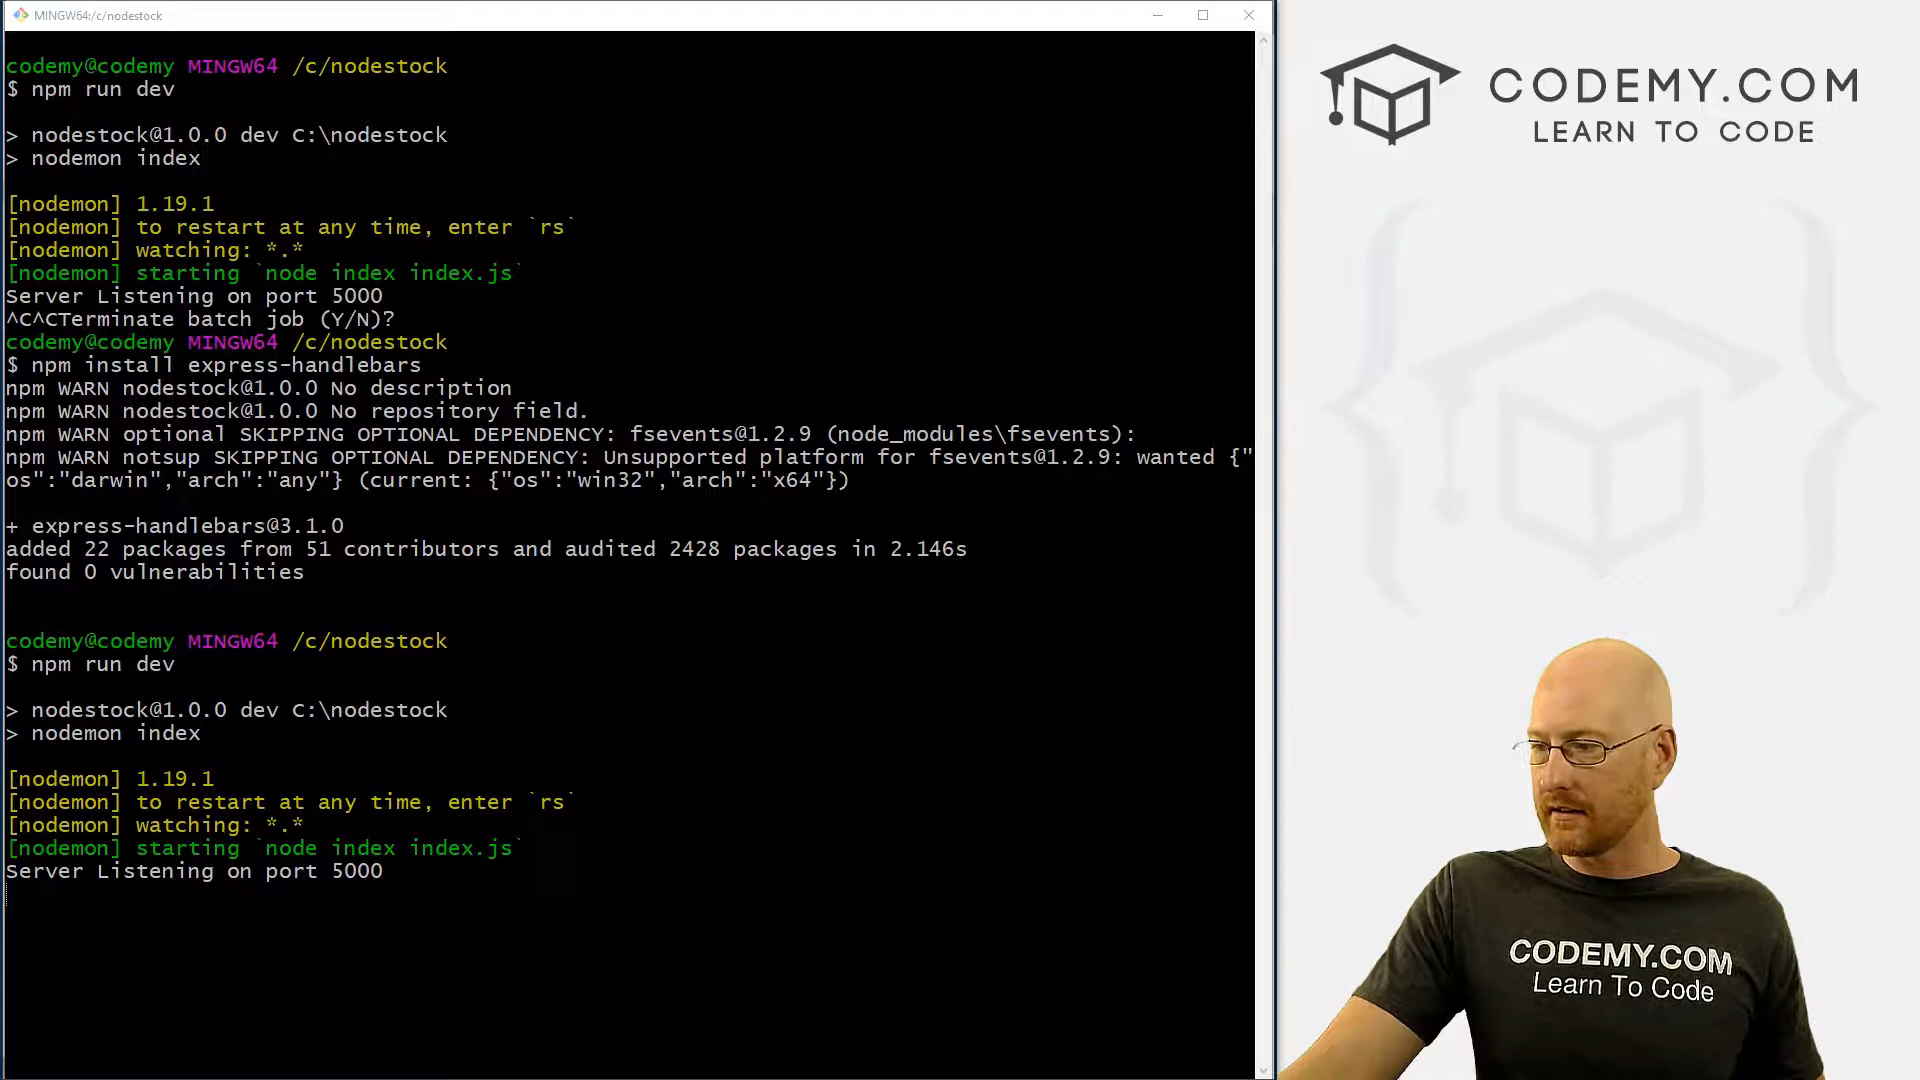 MINGW64:/c/nodestock
codemy@codemy MINGW64 /c/nodestock
$ npm run dev
> nodestock@1.0.0 dev C:\nodestock
> nodemon index
[nodemon] 1.19.1
[nodemon] to restart at any time, enter `rs`
[nodemon] watching: *.*
[nodemon] starting `node index index.js`
Server Listening on port 5000
^C^CTerminate batch job (Y/N)?
codemy@codemy MINGW64 /c/nodestock
$ npm install express-handlebars
npm WARN nodestock@1.0.0 No description
npm WARN nodestock@1.0.0 No repository field.
npm WARN optional SKIPPING OPTIONAL DEPENDENCY: fsevents@1.2.9 (node_modules\fsevents):
npm WARN notsup SKIPPING OPTIONAL DEPENDENCY: Unsupported platform for fsevents@1.2.9: wanted {"
os":"darwin","arch":"any"} (current: {"os":"win32","arch":"x64"})
+ express-handlebars@3.1.0
added 22 packages from 51 contributors and audited 2428 packages in 2.146s
found 0 vulnerabilities
codemy@codemy MINGW64 /c/nodestock
$ npm run dev
> nodestock@1.0.0 dev C:\nodestock
> nodemon index
[nodemon] 1.19.1
[nodemon] to restart at any time, enter `rs`
[nodemon] watching: *.*
[nodemon] starting `node index index.js`
Server Listening on port 5000
CODEMY.COM
LEARN TO CODE
CODEMY.COM
Learn To Code